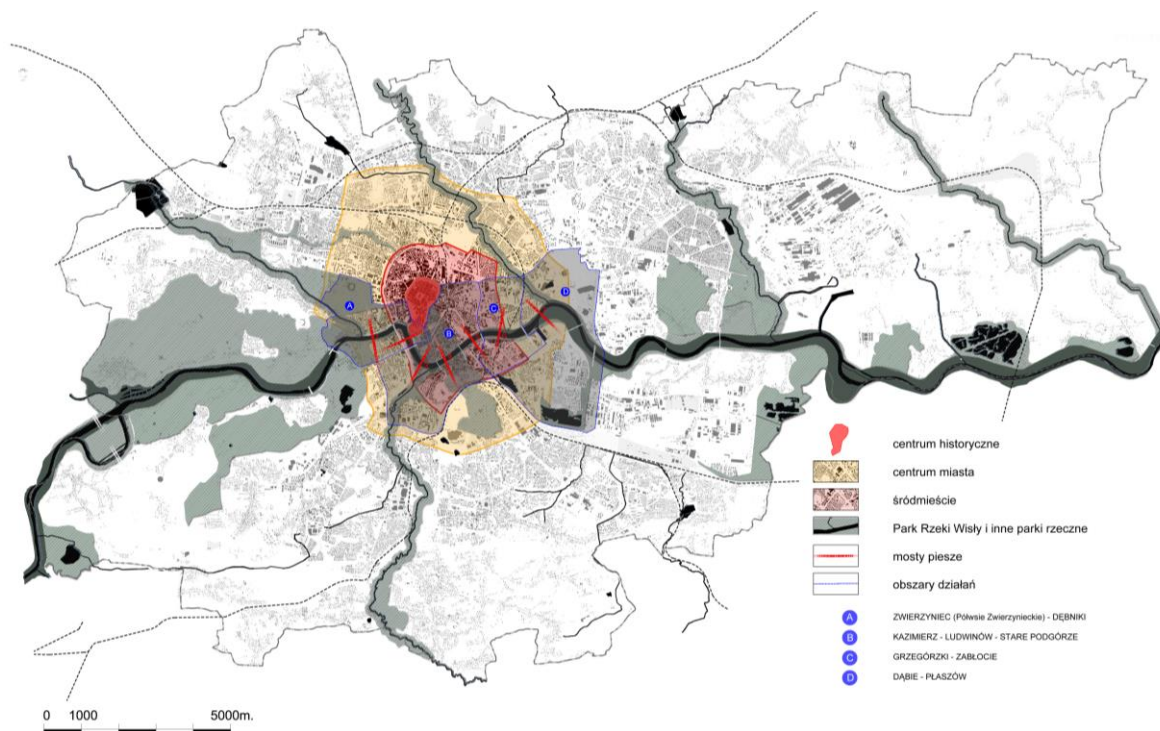 A
B
C
D
centrum historyczne
centrum miasta
śródmieście
Park Rzeki Wisły i inne parki rzeczne
mosty piesze
obszary działań
A ZWIERZYNIEC (Półwsie Zwierzynieckie) - DĘBNIKI
B KAZIMIERZ - LUDWINÓW - STARE PODGÓRZE
C GRZEGÓRZKI - ZABŁOCIE
D DĄBIE - PŁASZÓW
0 1000 5000m.